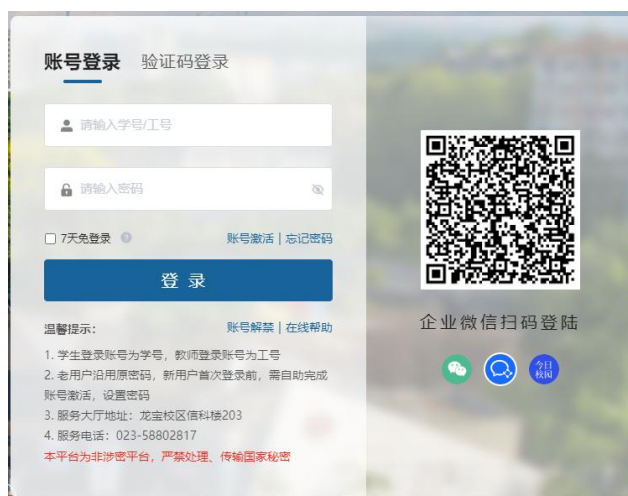 账号登录 验证码登录
请输入学号/工号
请输入密码
7天免登录 ? 账号激活 | 忘记密码
登 录
温馨提示: 账号解禁 | 在线帮助
1. 学生登录账号为学号，教师登录账号为工号
2. 老用户沿用原密码，新用户首次登录前，需自助完成
账号激活，设置密码
3. 服务大厅地址：龙宝校区信科楼203
4. 服务电话：023-58802817
本平台为非涉密平台，严禁处理、传输国家秘密
企业微信扫码登陆
今日
校园